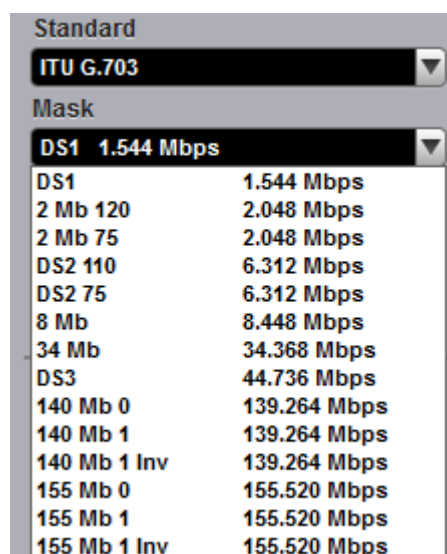 Standard
ITU G.703
Mask
DS1 1.544 Mbps
DS1 1.544 Mbps
2 Mb 120 2.048 Mbps
2 Mb 75 2.048 Mbps
DS2 110 6.312 Mbps
DS2 75 6.312 Mbps
8 Mb 8.448 Mbps
34 Mb 34.368 Mbps
DS3 44.736 Mbps
140 Mb 0 139.264 Mbps
140 Mb 1 139.264 Mbps
140 Mb 1 Inv 139.264 Mbps
155 Mb 0 155.520 Mbps
155 Mb 1 155.520 Mbps
155 Mb 1 Inv 155.520 Mbps